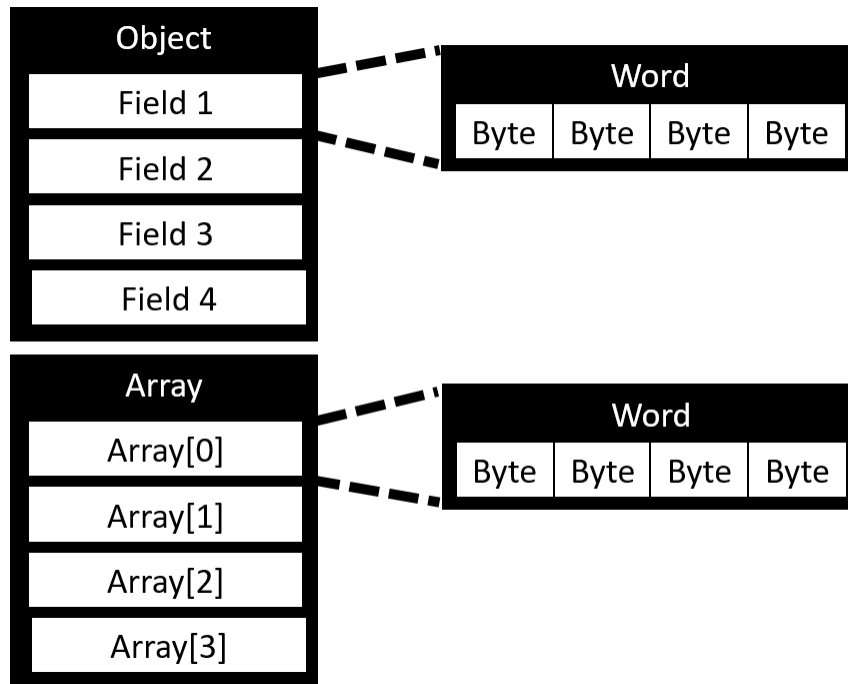 Object
Field 1
Field 2
Field 3
Field 4
Word
Byte Byte Byte Byte
Array
Array[0]
Array[1]
Array[2]
Array[3]
Word
Byte Byte Byte Byte